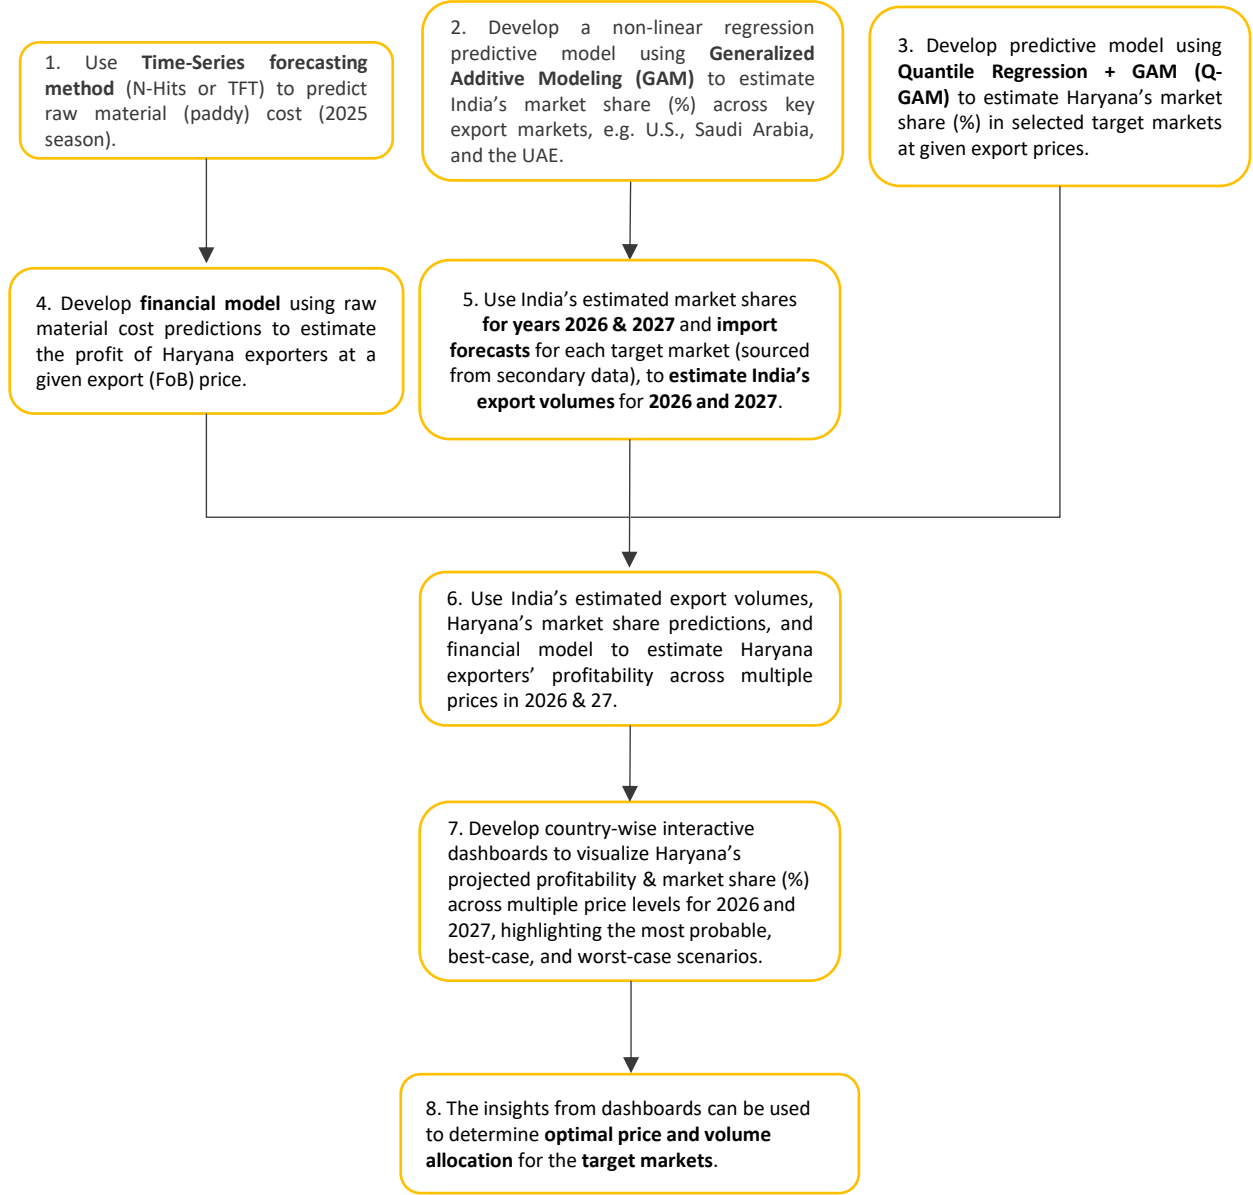 1. Use Time-Series forecasting
method (N-Hits or TFT) to predict
raw material (paddy) cost (2025
season).
2. Develop a non-linear regression
predictive model using Generalized
Additive Modeling (GAM) to estimate
India’s market share (%) across key
export markets, e.g. U.S., Saudi Arabia,
and the UAE.
3. Develop predictive model using
Quantile Regression + GAM (Q-
GAM) to estimate Haryana’s market
share (%) in selected target markets
at given export prices.
4. Develop financial model using raw
material cost predictions to estimate
the profit of Haryana exporters at a
given export (FoB) price.
5. Use India’s estimated market shares
for years 2026 & 2027 and import
forecasts for each target market (sourced
from secondary data), to estimate India’s
export volumes for 2026 and 2027.
6. Use India’s estimated export volumes,
Haryana’s market share predictions, and
financial model to estimate Haryana
exporters’ profitability across multiple
prices in 2026 & 27.
7. Develop country-wise interactive
dashboards to visualize Haryana’s
projected profitability & market share (%)
across multiple price levels for 2026 and
2027, highlighting the most probable,
best-case, and worst-case scenarios.
8. The insights from dashboards can be used
to determine optimal price and volume
allocation for the target markets.